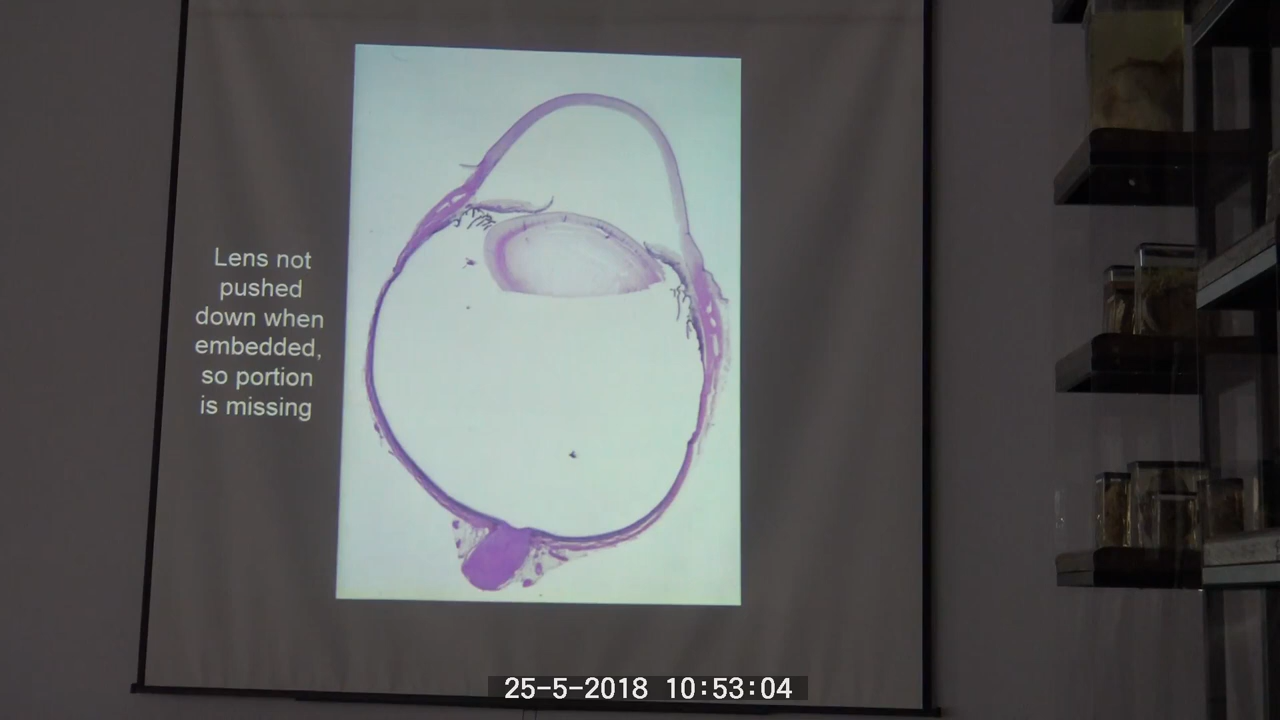 Lens not
pushed
down when
embedded,
so portion
is missing
25-5-2018 10:53:04